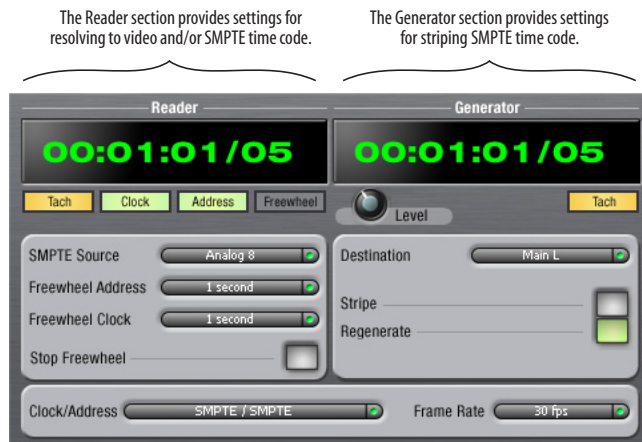 The Reader section provides settings for
resolving to video and/or SMPTE time code.
The Generator section provides settings
for striping SMPTE time code.
Reader
Generator
00:01:01/05
00:01:01/05
Tach
Clock
Address
Freewheel
Level
Tach
SMPTE Source
Analog 8
Freewheel Address
1 second
Freewheel Clock
1 second
Stop Freewheel
Destination
Main L
Stripe
Regenerate
Clock/Address
SMPTE / SMPTE
Frame Rate
30 fps